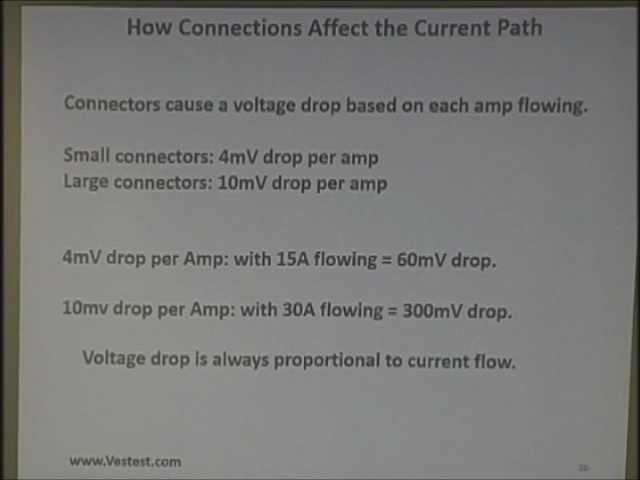 How Connections Affect the Current Path
Connectors cause a voltage drop based on each amp flowing.
Small connectors: 4mV drop per amp
Large connectors: 10mV drop per amp
4mV drop per Amp: with 15A flowing = 60mV drop.
10mv drop per Amp: with 30A flowing = 300mV drop.
Voltage drop is always proportional to current flow.
www.Vestest.com